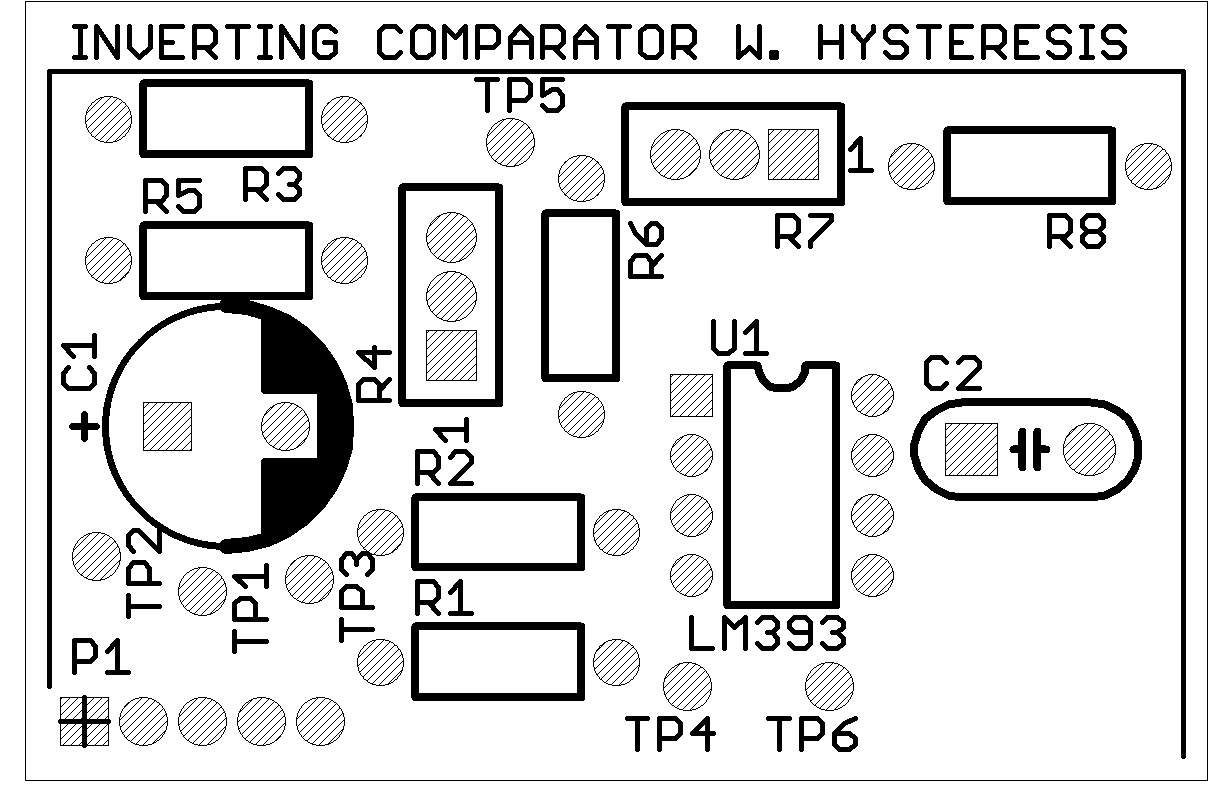 INVERTING COMPARATOR W. HYSTERESIS
TP5
R5
R3
1
R7
R8
R6
C1
+
R4
1
U1
C2
R2
TP2
TP1
TP3
R1
LM393
P1
TP4
TP6